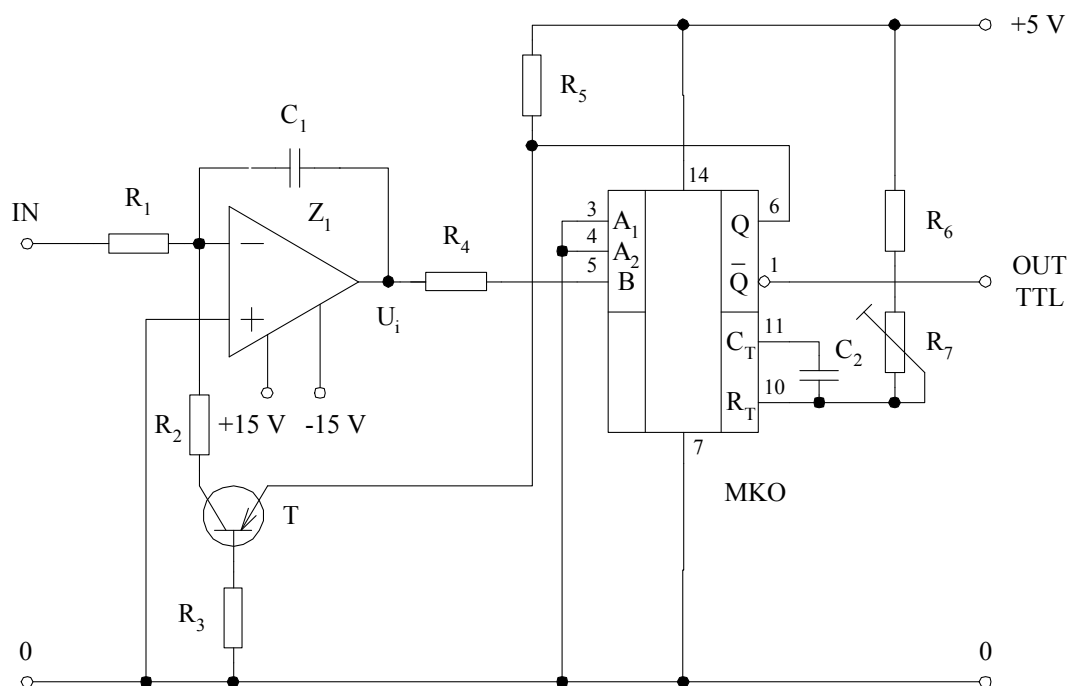 +5 V
R5
C1
14
IN
R1
Z1
3
A1
Q
6
R6
4
A2
R4
5
B
Q̅
1
OUT
TTL
−
+
Ui
11
CT
C2
R7
10
RT
R2
+15 V
-15 V
7
MKO
T
R3
0
0